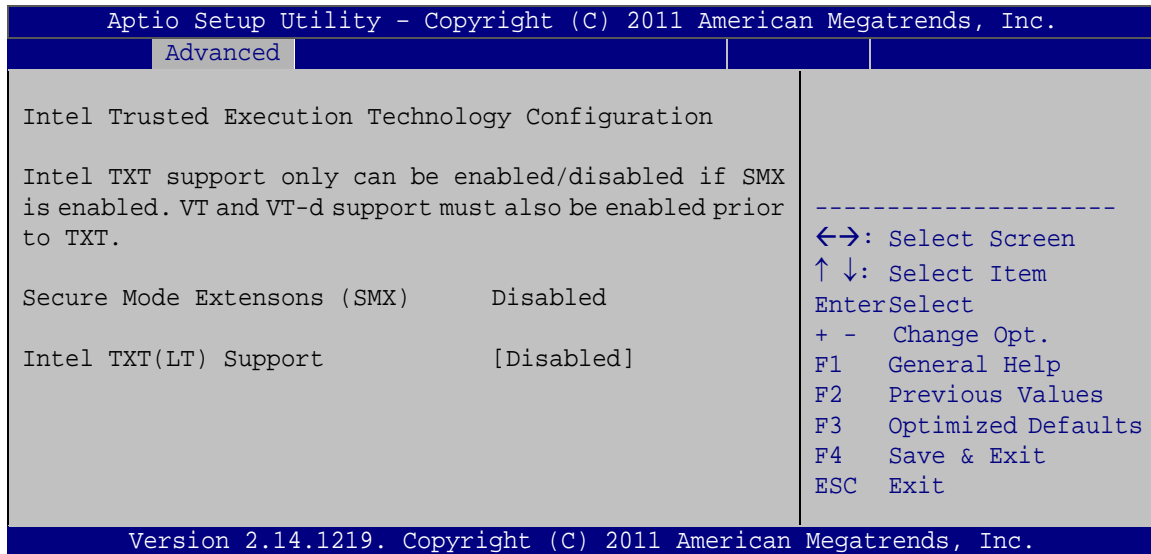 Aptio Setup Utility – Copyright (C) 2011 American Megatrends, Inc.
Advanced
Intel Trusted Execution Technology Configuration
Intel TXT support only can be enabled/disabled if SMX
is enabled. VT and VT-d support must also be enabled prior
to TXT.
Secure Mode Extensons (SMX) Disabled
Intel TXT(LT) Support [Disabled]
---------------------
←→: Select Screen
↑ ↓: Select Item
EnterSelect
+ - Change Opt.
F1 General Help
F2 Previous Values
F3 Optimized Defaults
F4 Save & Exit
ESC Exit
Version 2.14.1219. Copyright (C) 2011 American Megatrends, Inc.